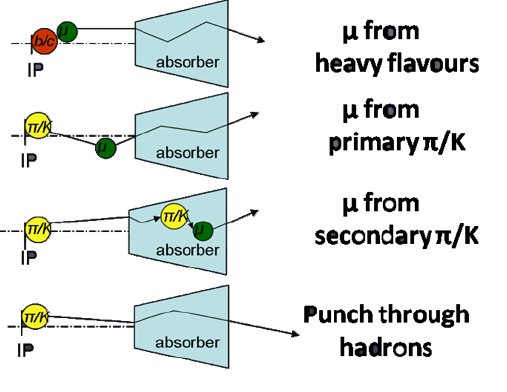 b/c μ
IP
absorber
μ from
heavy flavours
π/K
μ
IP
absorber
μ from
primary π/K
π/K
π/K
μ
IP
absorber
μ from
secondary π/K
π/K
IP
absorber
Punch through
hadrons